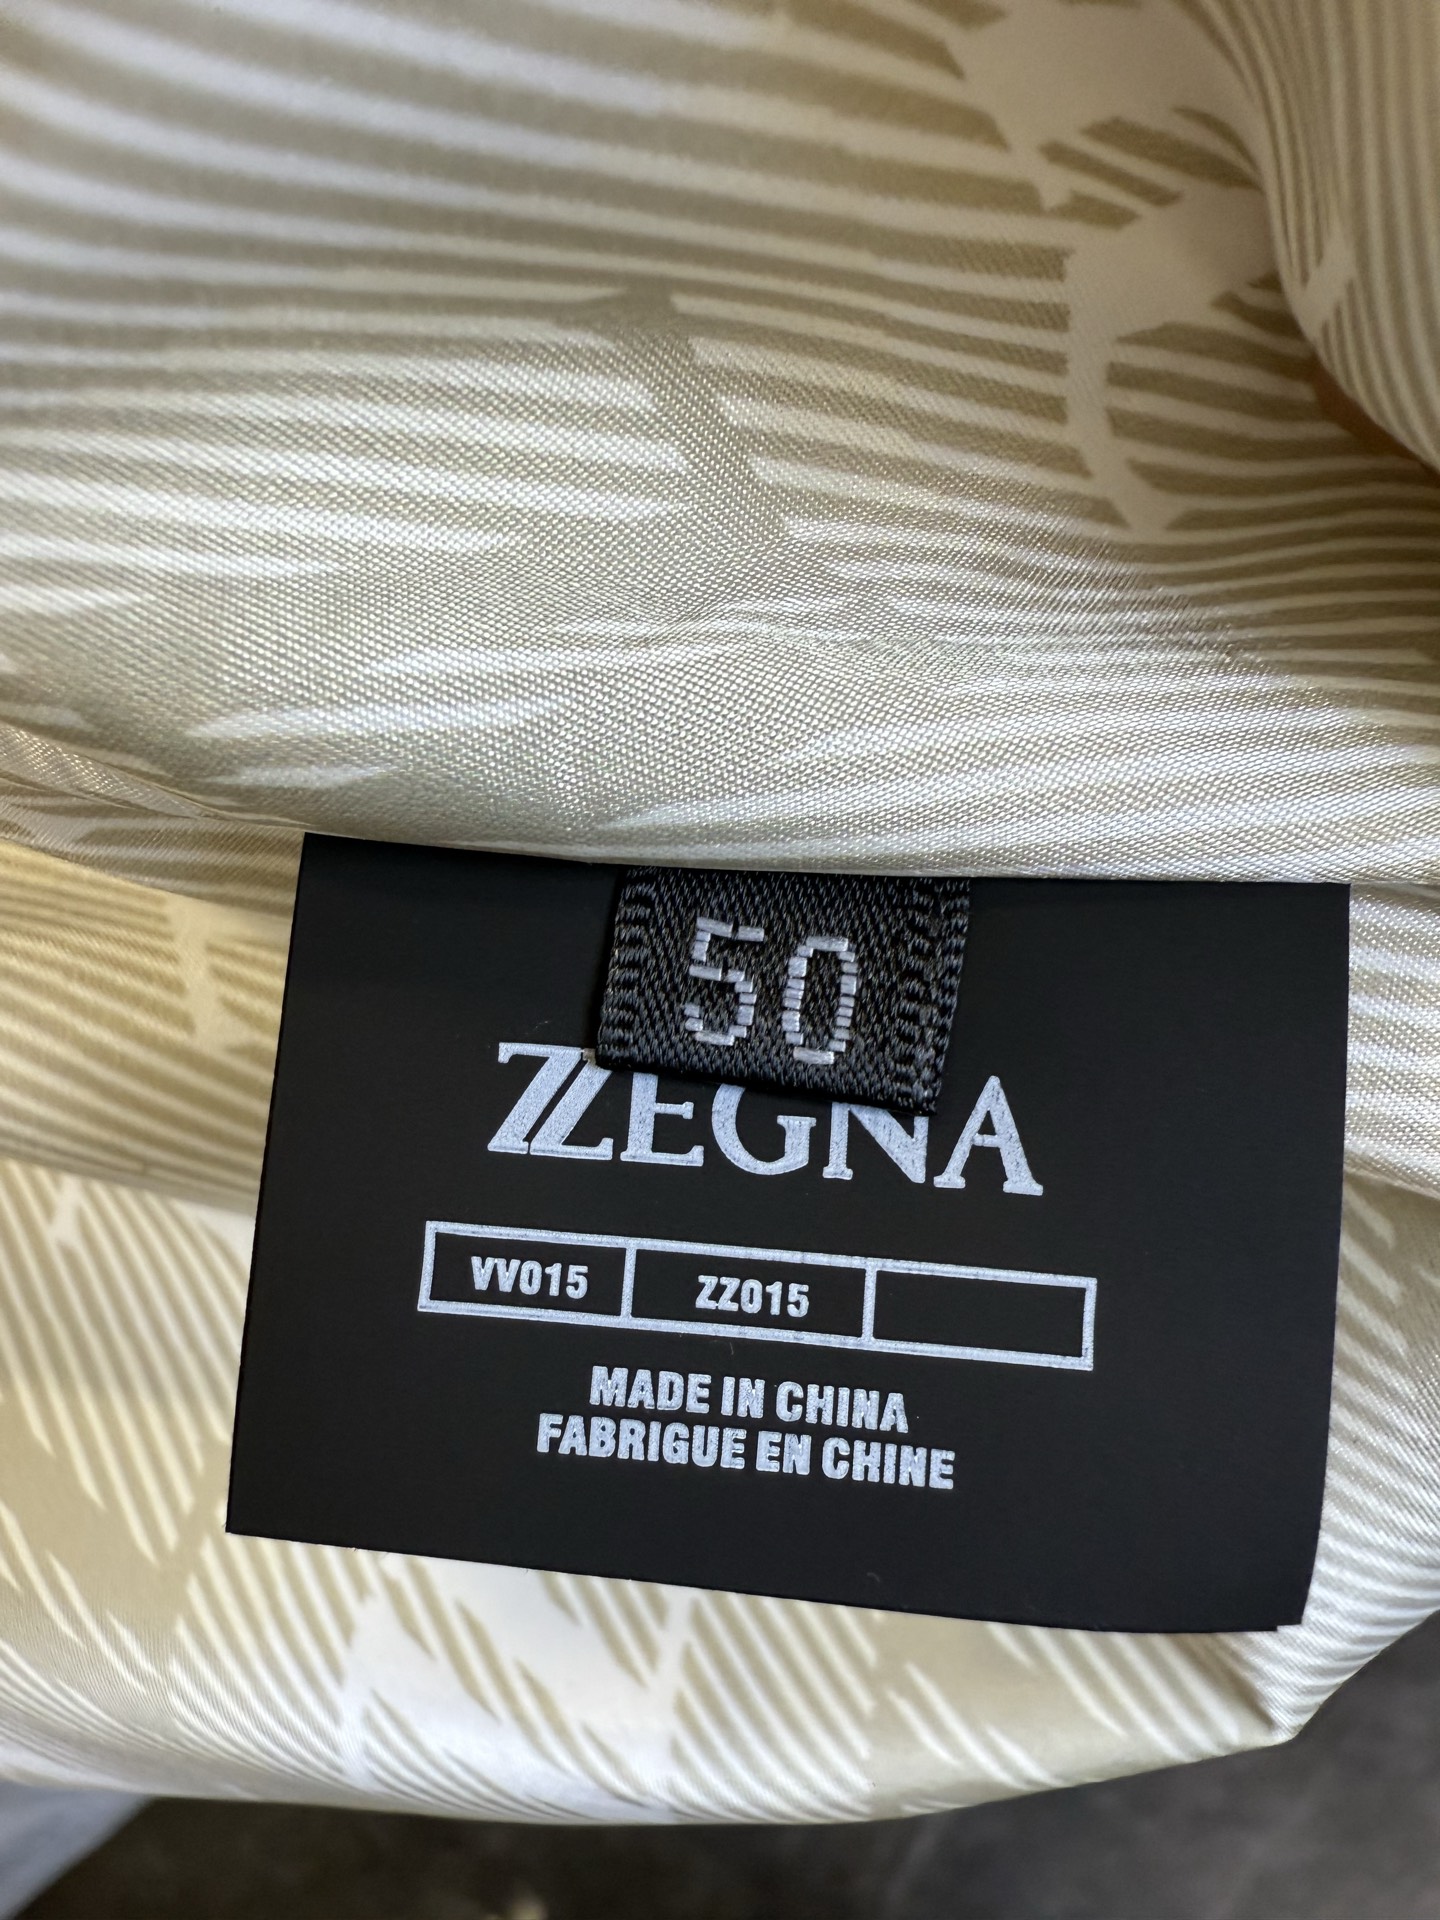 50
ZZEGNA
VV015 ZZ015
MADE IN CHINA
FABRIGUE EN CHINE